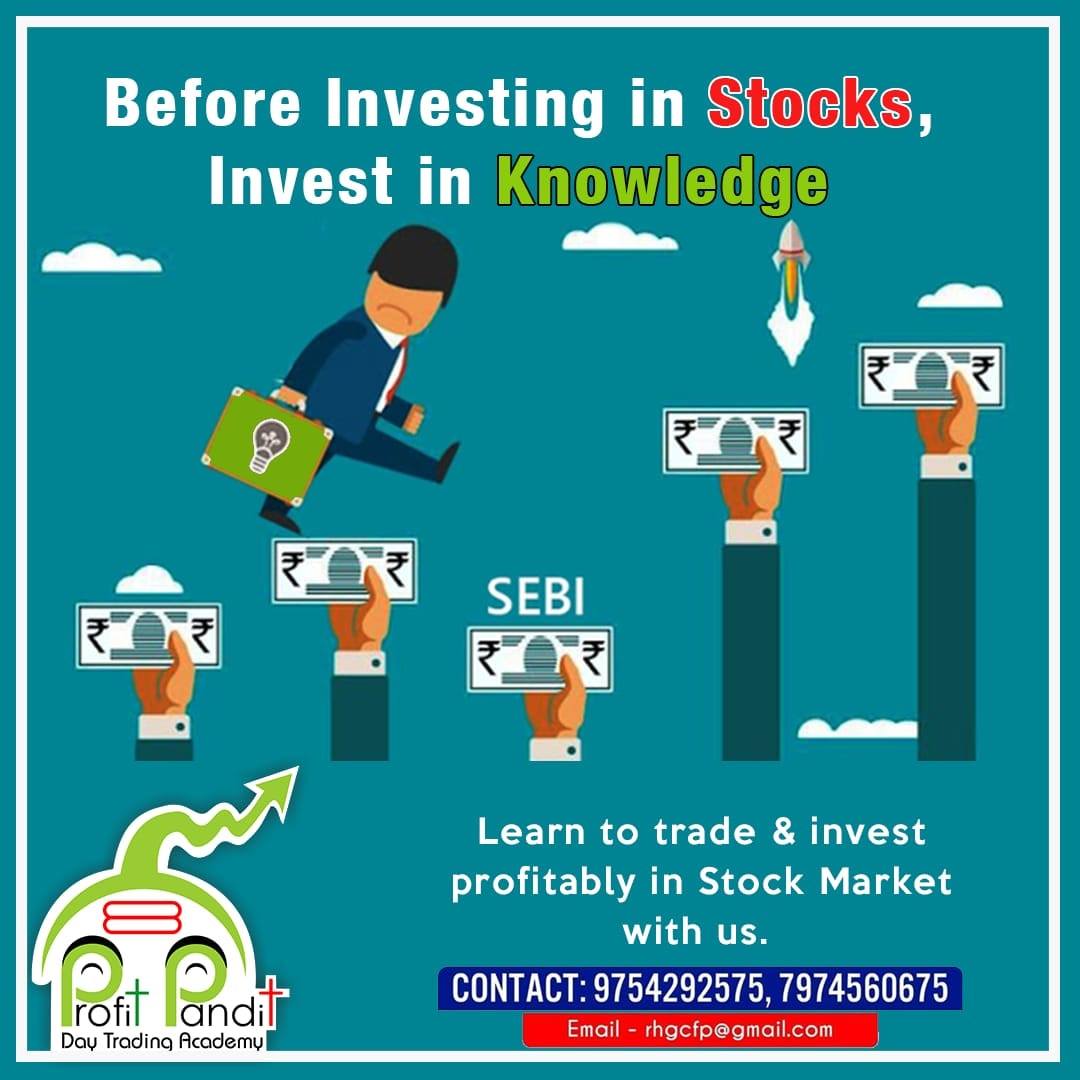 Before Investing in Stocks,
Invest in Knowledge
₹ ₹
₹ ₹
₹ ₹
₹ ₹
SEBI
₹ ₹
Learn to trade & invest
profitably in Stock Market
with us.
CONTACT: 9754292575, 7974560675
Email - rhgcfp@gmail.com
Profit Pandit
Day Trading Academy